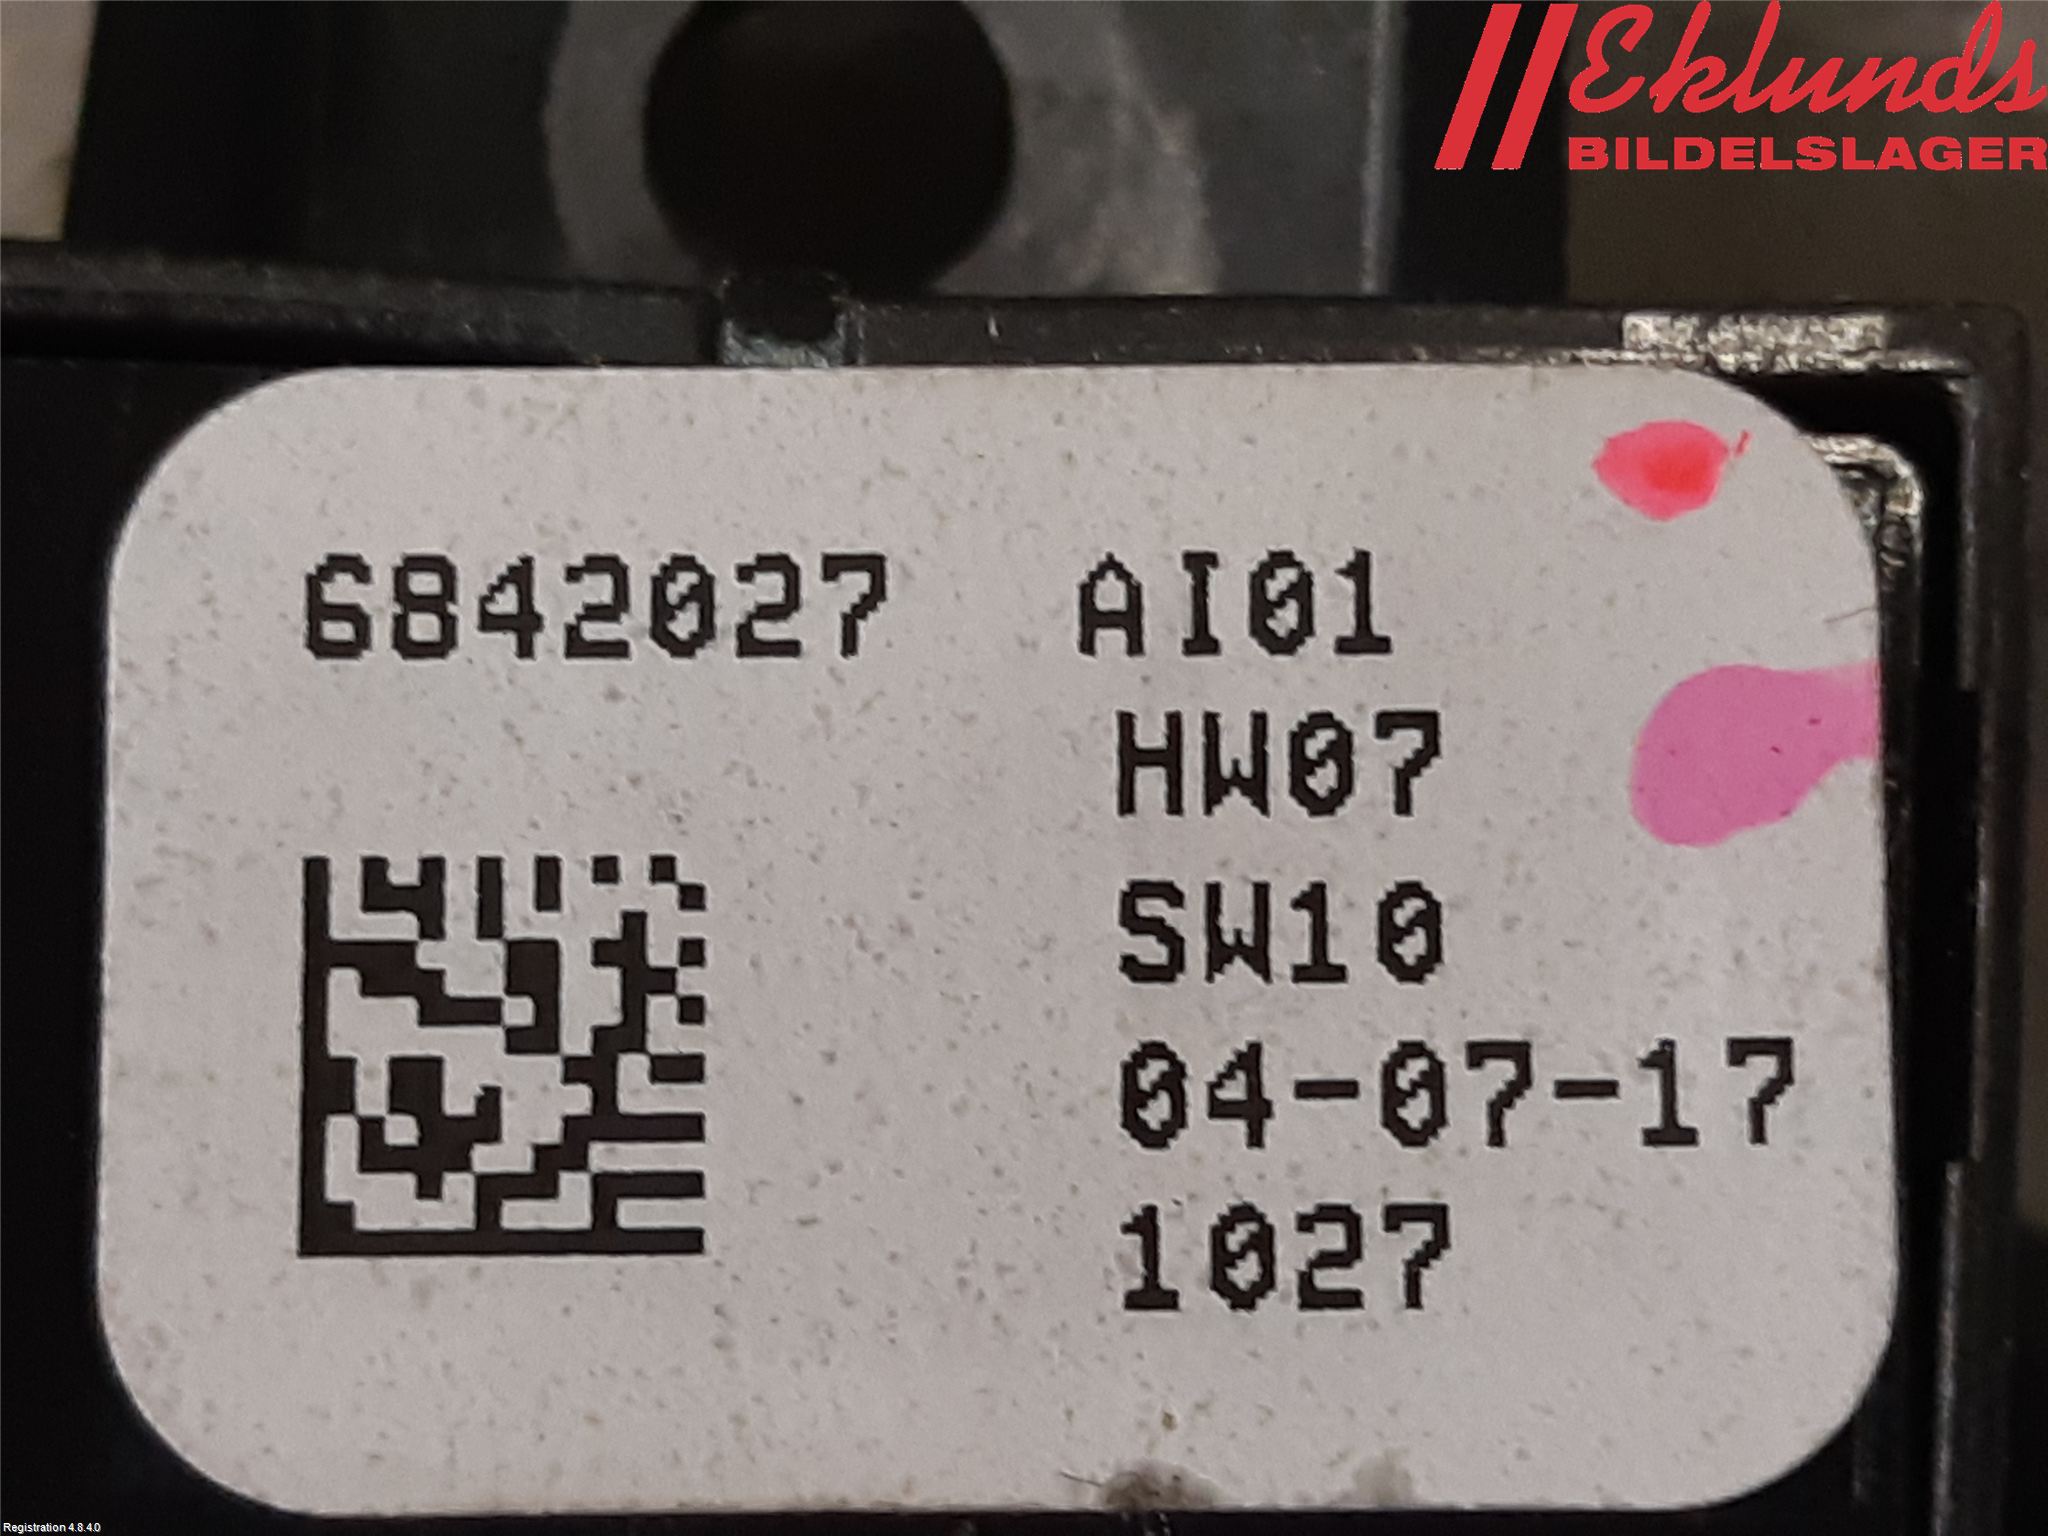 Eklunds
BILDELSLAGER
6842027 AI01
HW07
SW10
04-07-17
1027
Registration 4.8.4.0